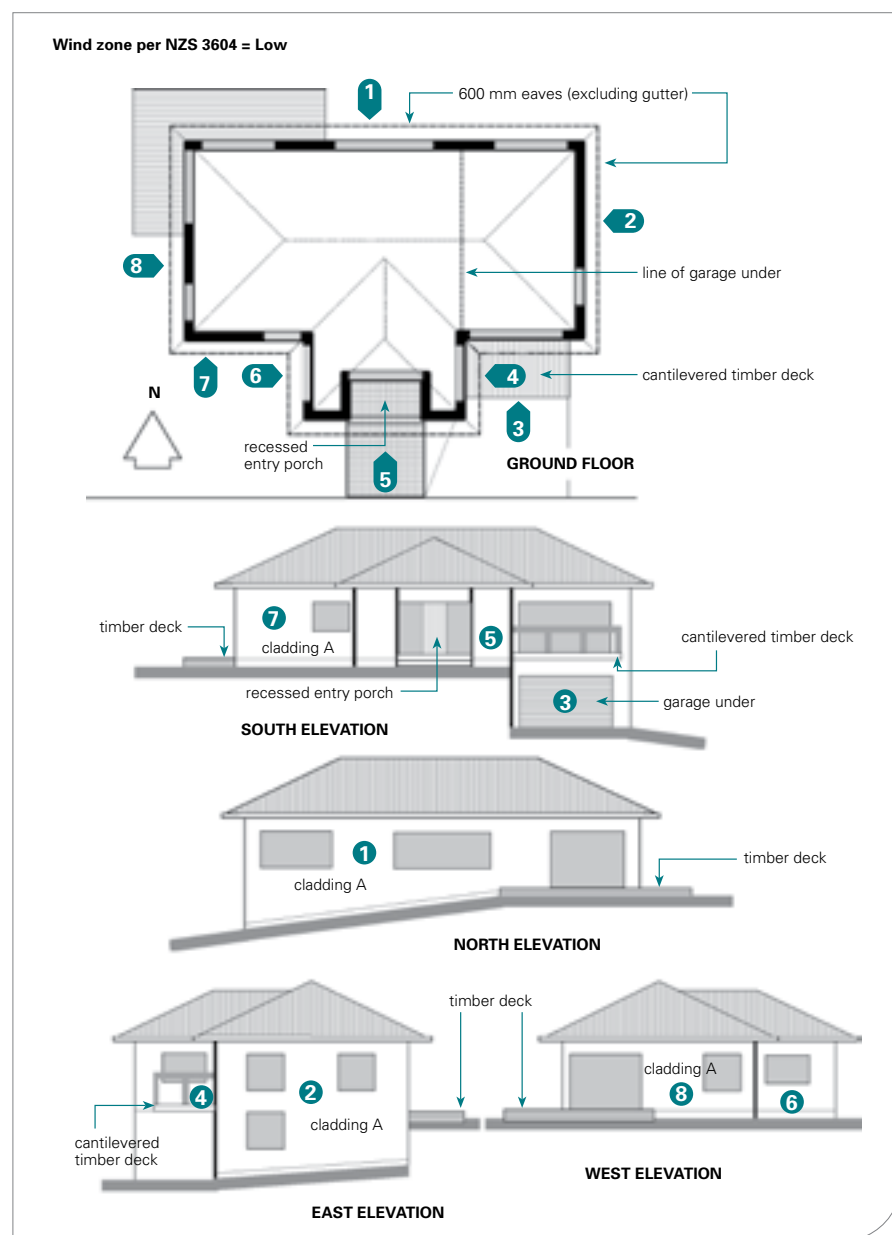 Wind zone per NZS 3604 = Low
1
600 mm eaves (excluding gutter)
2
8
line of garage under
7
6
4
cantilevered timber deck
N
3
recessed
entry porch
5
GROUND FLOOR
7
timber deck
cladding A
5
cantilevered timber deck
recessed entry porch
3
garage under
SOUTH ELEVATION
1
timber deck
cladding A
NORTH ELEVATION
timber deck
cladding A
4
2
8
6
cladding A
cantilevered
timber deck
WEST ELEVATION
EAST ELEVATION